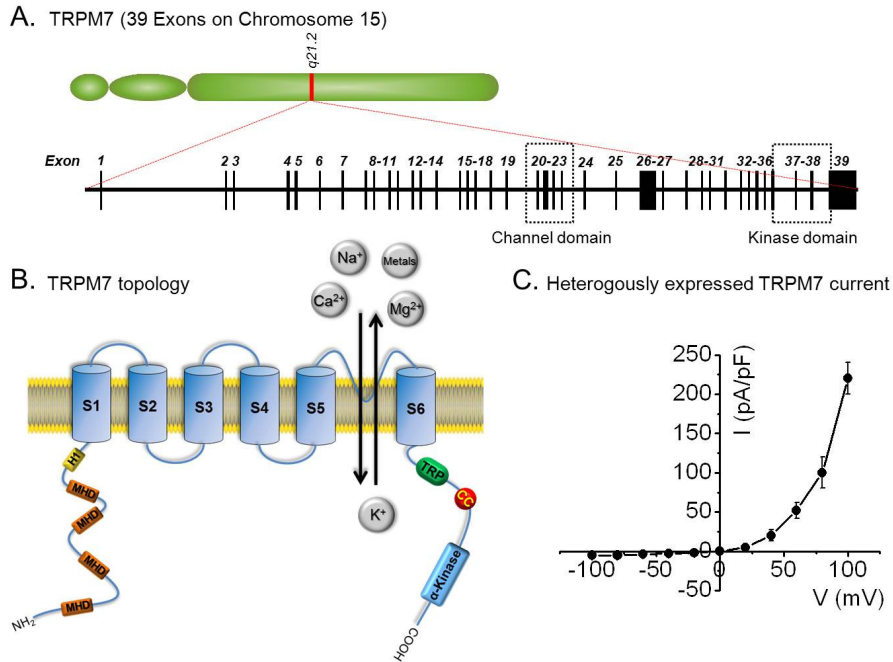 A. TRPM7 (39 Exons on Chromosome 15)
q21.2
Exon 1 2 3 4 5 6 7 8-11 12-14 15-18 19 20-23 24 25 26-27 28-31 32-36 37-38 39
Channel domain
Kinase domain
B. TRPM7 topology
Na⁺
Metals
Ca²⁺
Mg²⁺
S1 S2 S3 S4 S5 S6
H1
MHD
MHD
MHD
MHD
NH₂
K⁺
TRP
CC
α-Kinase
COOH
C. Heterogously expressed TRPM7 current
I (pA/pF)
250
200
150
100
50
0
-50
-100 -50 0 50 100
V (mV)